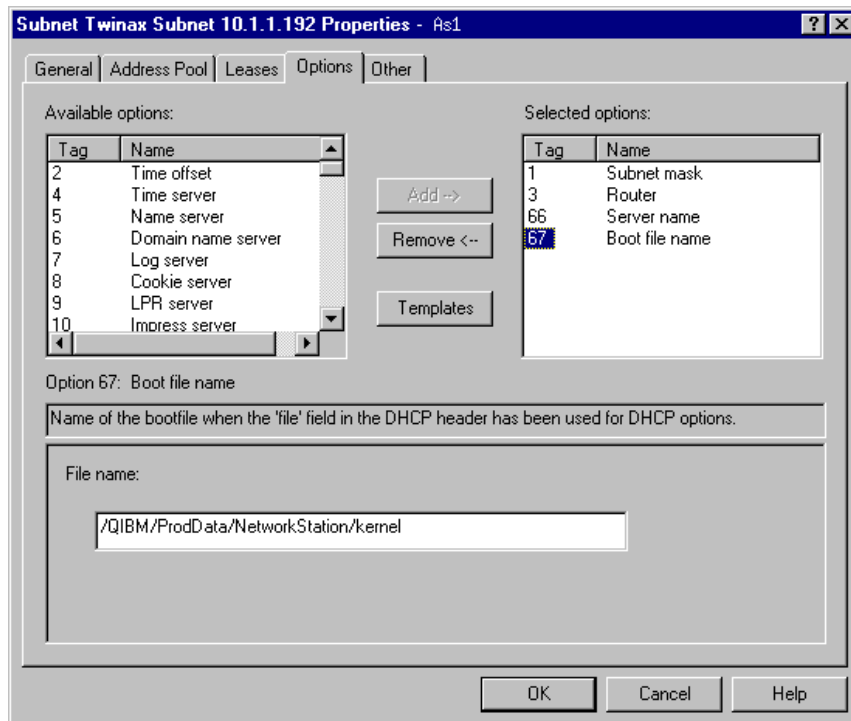 Subnet Twinax Subnet 10.1.1.192 Properties - As1
General Address Pool Leases Options Other
Available options:
Tag Name
2 Time offset
4 Time server
5 Name server
6 Domain name server
7 Log server
8 Cookie server
9 LPR server
10 Impress server
Add -->
Remove <--
Templates
Selected options:
Tag Name
1 Subnet mask
3 Router
66 Server name
67 Boot file name
Option 67: Boot file name
Name of the bootfile when the 'file' field in the DHCP header has been used for DHCP options.
File name:
/QIBM/ProdData/NetworkStation/kernel
OK Cancel Help